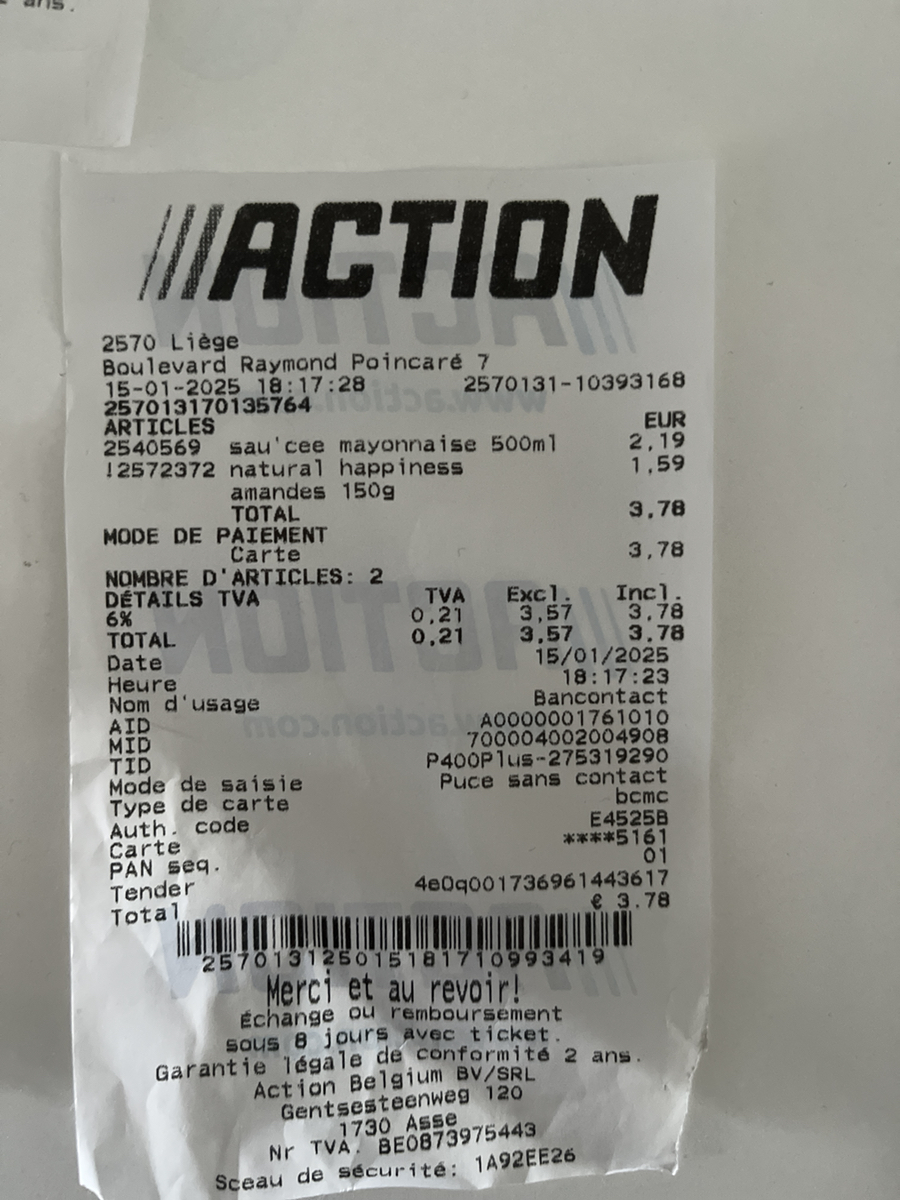 ans.
///ACTION
2570 Liège
Boulevard Raymond Poincaré 7
15-01-2025 18:17:28 2570131-10393168
257013170135764
ARTICLES EUR
2540569 sau'cee mayonnaise 500ml 2,19
!2572372 natural happiness 1,59
amandes 150g
TOTAL 3,78
MODE DE PAIEMENT
Carte 3,78
NOMBRE D'ARTICLES: 2
DÉTAILS TVA TVA Excl. Incl.
6% 0,21 3,57 3,78
TOTAL 0,21 3,57 3,78
Date 15/01/2025
Heure 18:17:23
Nom d'usage Bancontact
AID A0000001761010
MID 700004002004908
TID P400Plus-275319290
Mode de saisie Puce sans contact
Type de carte bcmc
Auth. code E4525B
Carte ****5161
PAN seq. 01
Tender 4e0q001736961443617
Total € 3.78
257013125015181710993419
Merci et au revoir!
Échange ou remboursement
sous 8 jours avec ticket.
Garantie légale de conformité 2 ans.
Action Belgium BV/SRL
Gentsesteenweg 120
1730 Asse
Nr TVA. BE0873975443
Sceau de sécurité: 1A92EE26